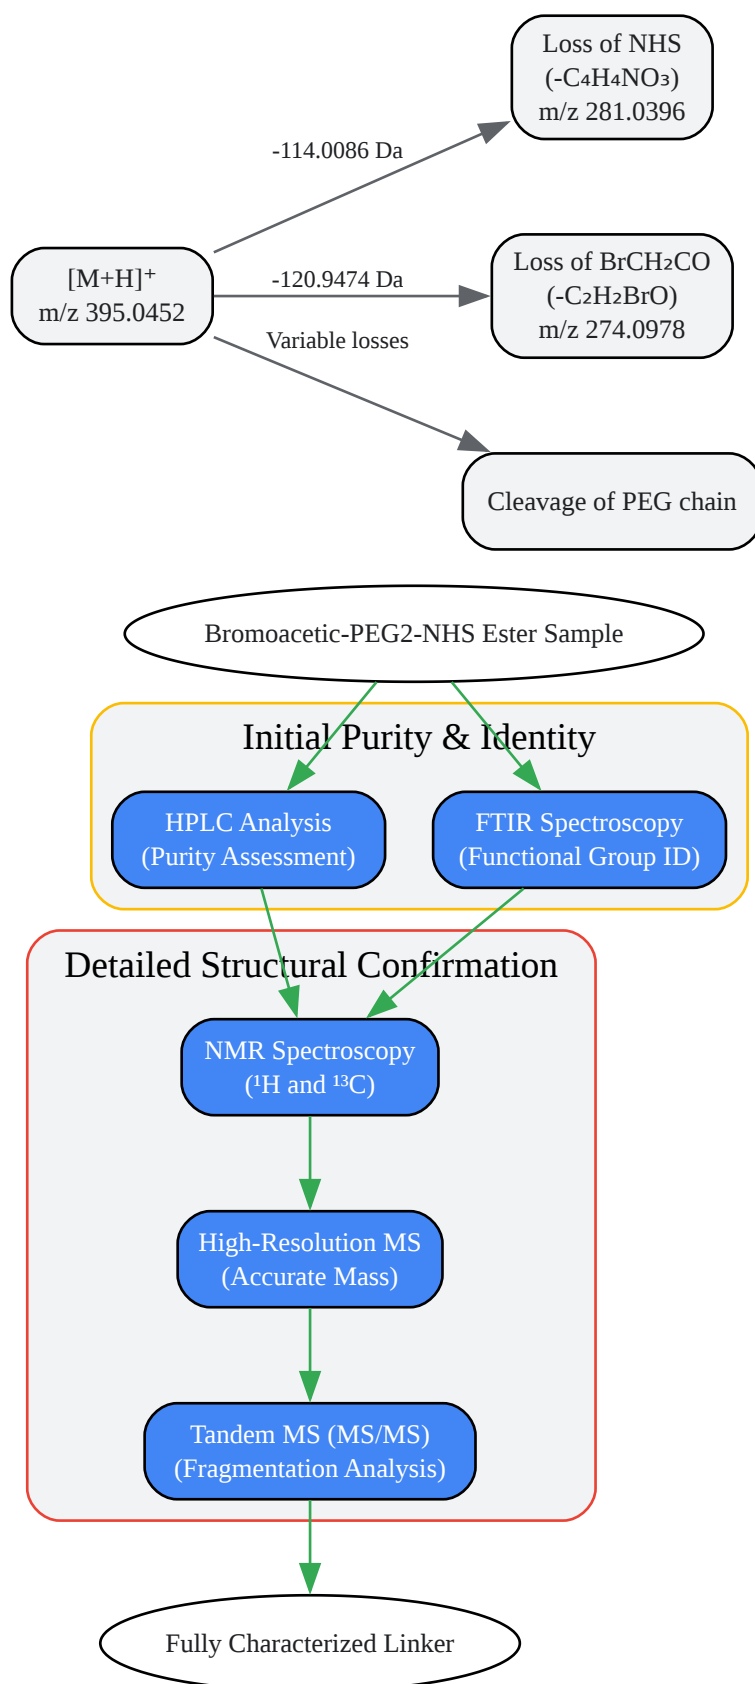 Loss of NHS
(-C₄H₄NO₃)
m/z 281.0396
-114.0086 Da
[M+H]⁺
m/z 395.0452
-120.9474 Da
Loss of BrCH₂CO
(-C₂H₂BrO)
m/z 274.0978
Variable losses
Cleavage of PEG chain
Bromoacetic-PEG2-NHS Ester Sample
Initial Purity & Identity
HPLC Analysis
(Purity Assessment)
FTIR Spectroscopy
(Functional Group ID)
Detailed Structural Confirmation
NMR Spectroscopy
(¹H and ¹³C)
High-Resolution MS
(Accurate Mass)
Tandem MS (MS/MS)
(Fragmentation Analysis)
Fully Characterized Linker